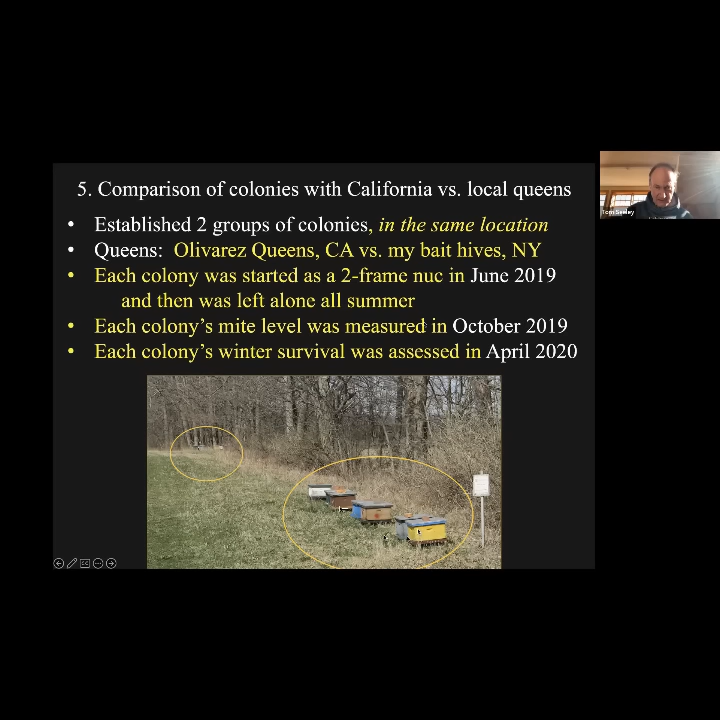 5. Comparison of colonies with California vs. local queens
• Established 2 groups of colonies, in the same location
• Queens: Olivarez Queens, CA vs. my bait hives, NY
• Each colony was started as a 2-frame nuc in June 2019
and then was left alone all summer
• Each colony’s mite level was measured in October 2019
• Each colony’s winter survival was assessed in April 2020
Tom Seeley